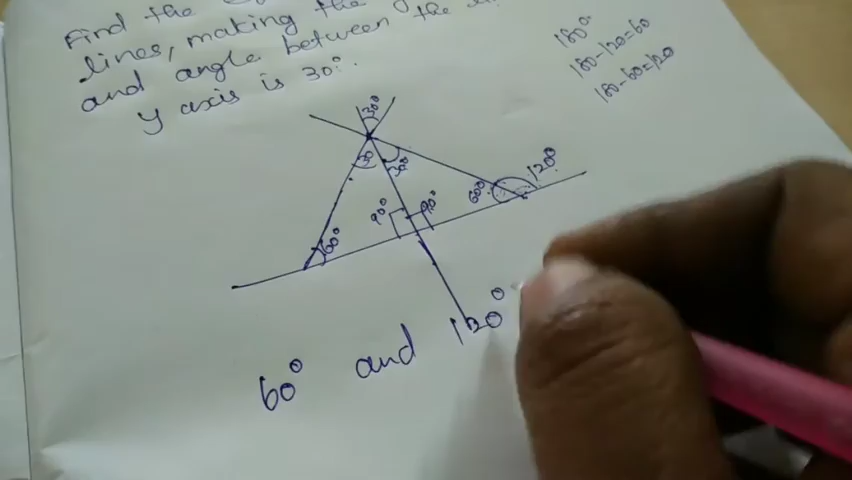 Find the
lines, making the
and angle between the
y axis is 30°.
180°
180-120=60
180-60=120
30°
30
30°
90°
90°
60°
60°
120°
60° and 120°